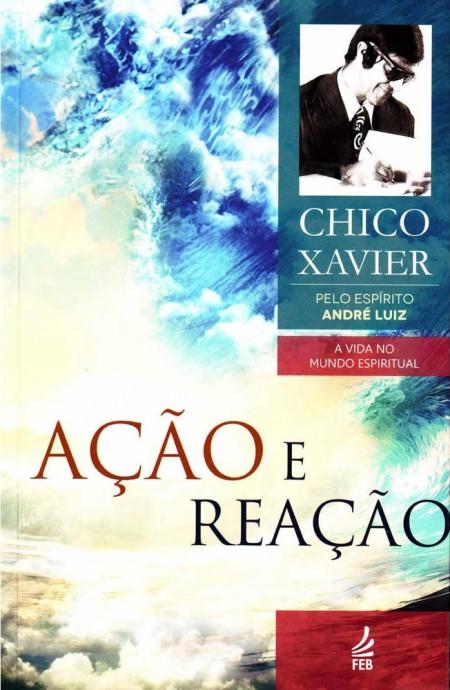 CHICO
XAVIER
PELO ESPÍRITO
ANDRÉ LUIZ
A VIDA NO
MUNDO ESPIRITUAL
AÇÃO E
REAÇÃO
FEB